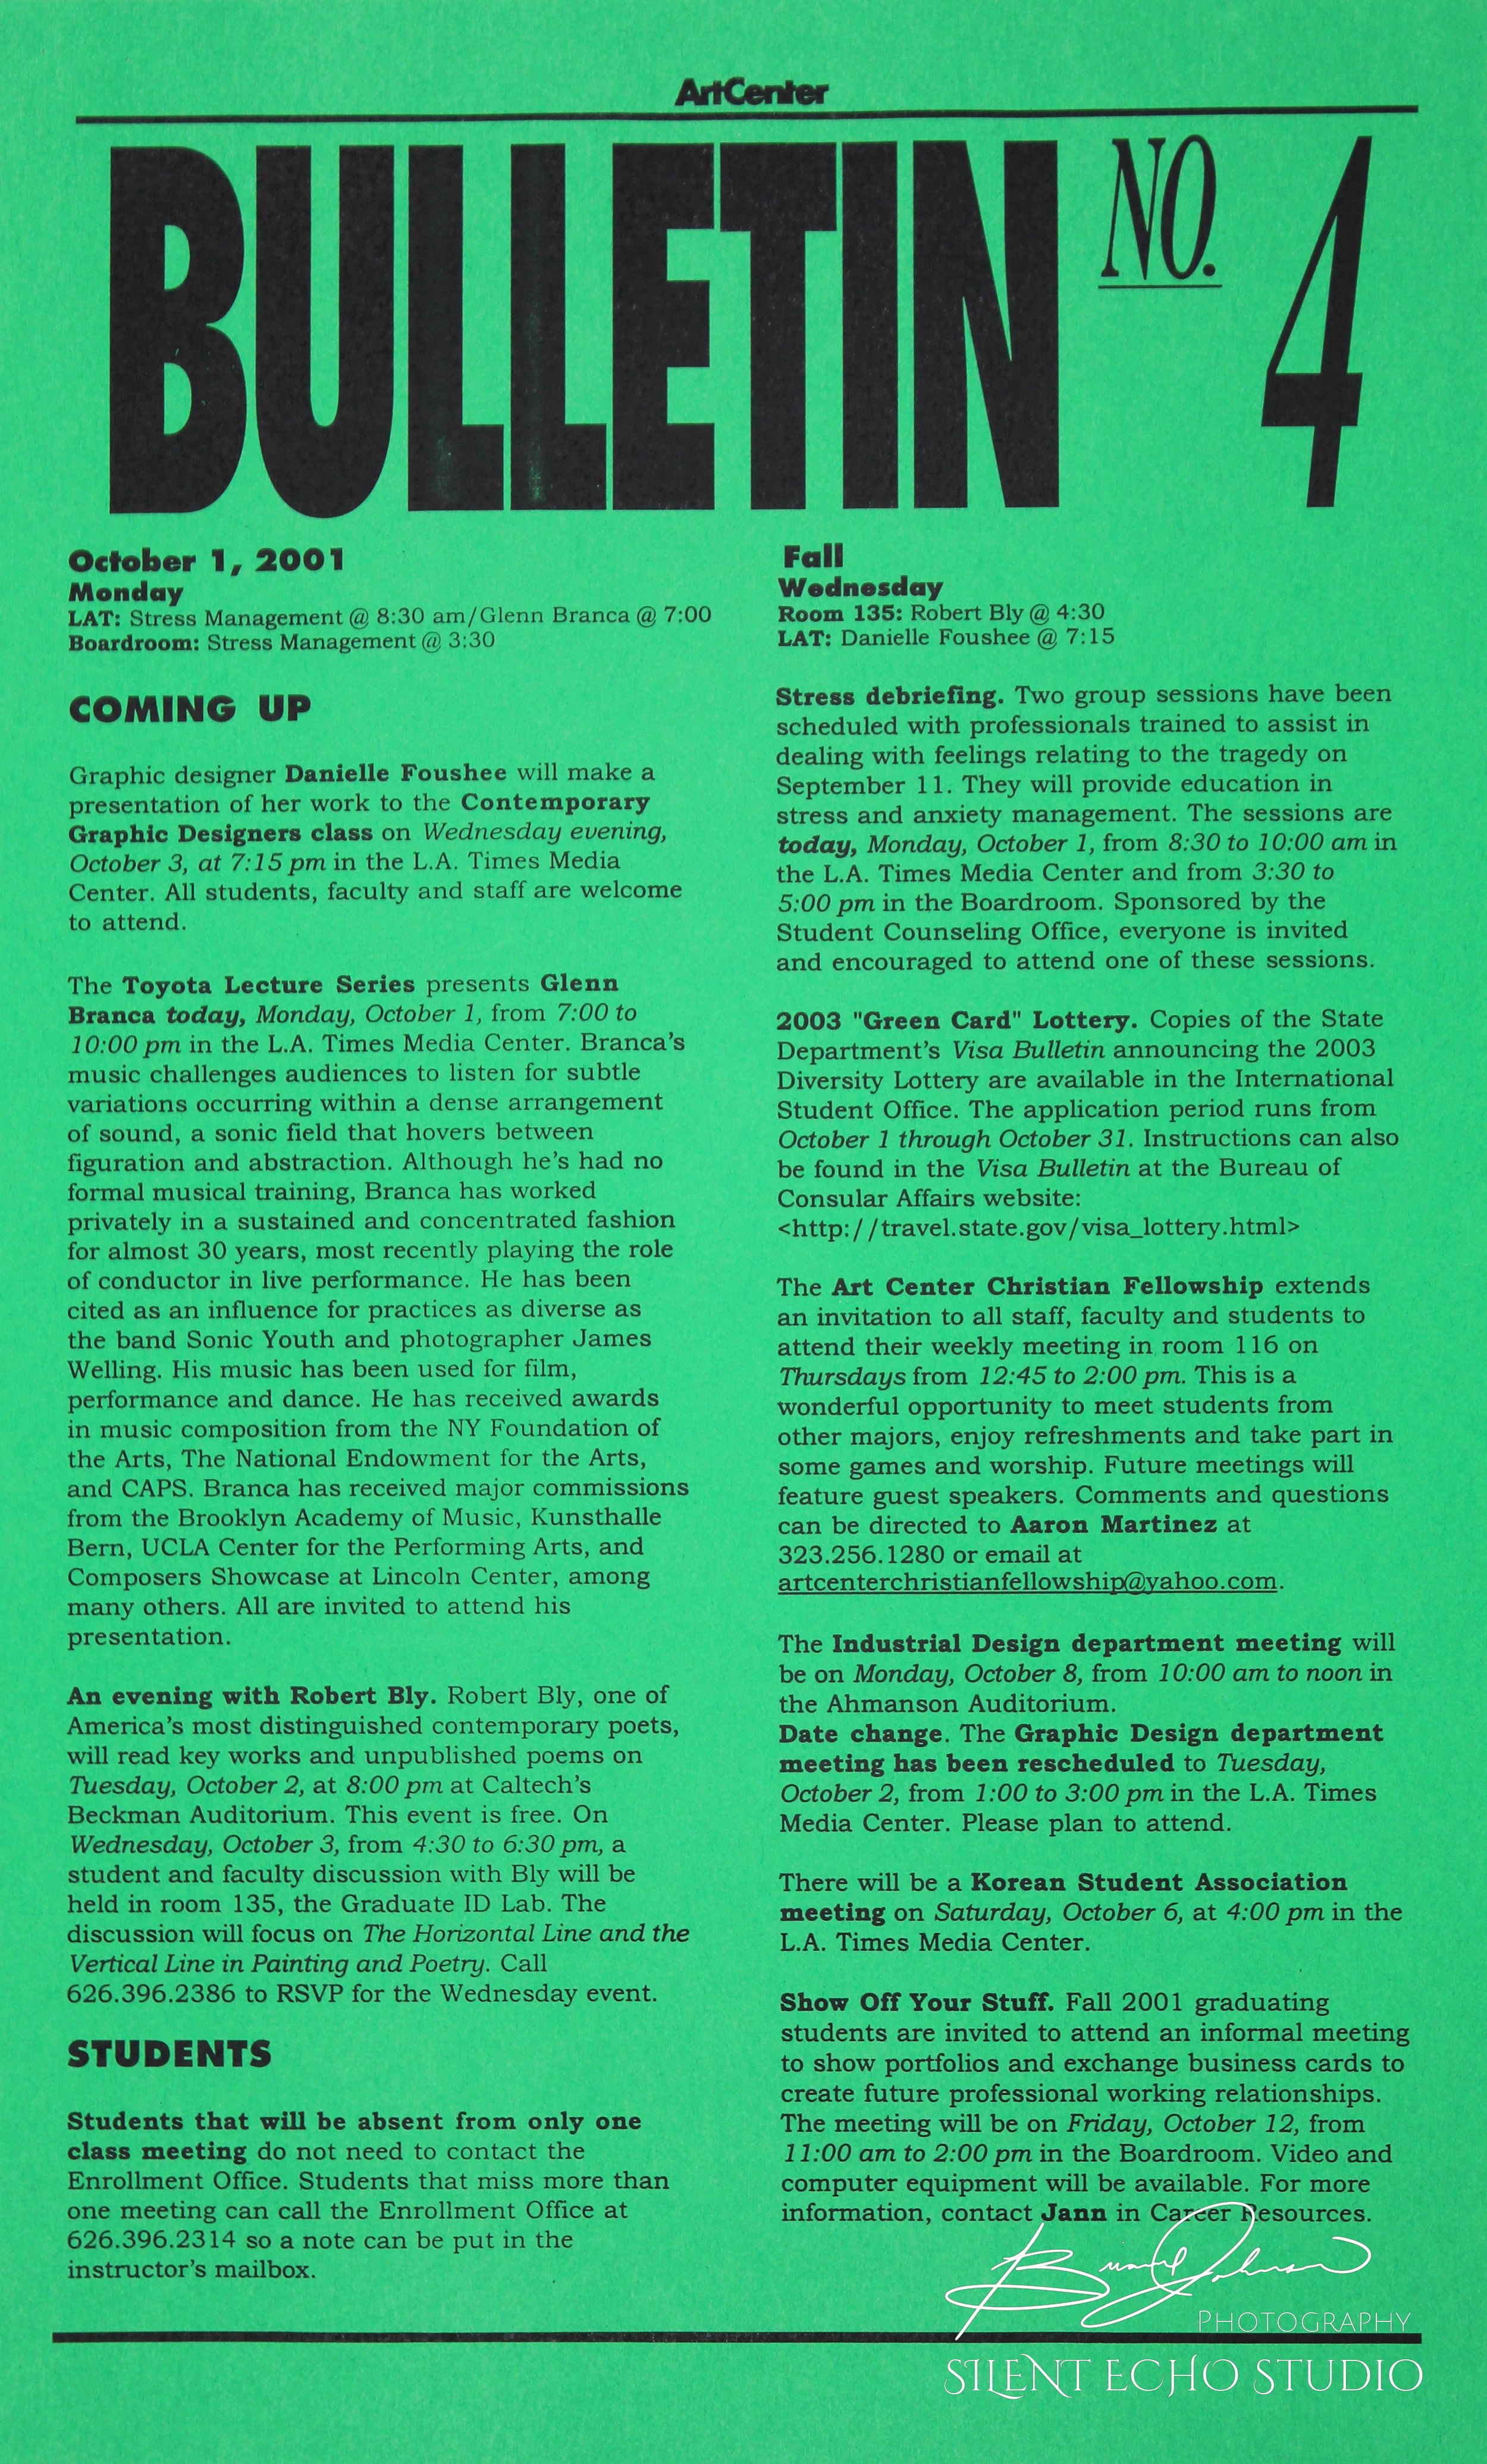 ArtCenter
BULLETIN NO. 4
October 1, 2001
Monday
LAT: Stress Management @ 8:30 am/Glenn Branca @ 7:00
Boardroom: Stress Management @ 3:30
COMING UP
Graphic designer Danielle Foushee will make a
presentation of her work to the Contemporary
Graphic Designers class on Wednesday evening,
October 3, at 7:15 pm in the L.A. Times Media
Center. All students, faculty and staff are welcome
to attend.
The Toyota Lecture Series presents Glenn
Branca today, Monday, October 1, from 7:00 to
10:00 pm in the L.A. Times Media Center. Branca's
music challenges audiences to listen for subtle
variations occurring within a dense arrangement
of sound, a sonic field that hovers between
figuration and abstraction. Although he's had no
formal musical training, Branca has worked
privately in a sustained and concentrated fashion
for almost 30 years, most recently playing the role
of conductor in live performance. He has been
cited as an influence for practices as diverse as
the band Sonic Youth and photographer James
Welling. His music has been used for film,
performance and dance. He has received awards
in music composition from the NY Foundation of
the Arts, The National Endowment for the Arts,
and CAPS. Branca has received major commissions
from the Brooklyn Academy of Music, Kunsthalle
Bern, UCLA Center for the Performing Arts, and
Composers Showcase at Lincoln Center, among
many others. All are invited to attend his
presentation.
An evening with Robert Bly. Robert Bly, one of
America's most distinguished contemporary poets,
will read key works and unpublished poems on
Tuesday, October 2, at 8:00 pm at Caltech's
Beckman Auditorium. This event is free. On
Wednesday, October 3, from 4:30 to 6:30 pm, a
student and faculty discussion with Bly will be
held in room 135, the Graduate ID Lab. The
discussion will focus on The Horizontal Line and the
Vertical Line in Painting and Poetry. Call
626.396.2386 to RSVP for the Wednesday event.
STUDENTS
Students that will be absent from only one
class meeting do not need to contact the
Enrollment Office. Students that miss more than
one meeting can call the Enrollment Office at
626.396.2314 so a note can be put in the
instructor's mailbox.
Fall
Wednesday
Room 135: Robert Bly @ 4:30
LAT: Danielle Foushee @ 7:15
Stress debriefing. Two group sessions have been
scheduled with professionals trained to assist in
dealing with feelings relating to the tragedy on
September 11. They will provide education in
stress and anxiety management. The sessions are
today, Monday, October 1, from 8:30 to 10:00 am in
the L.A. Times Media Center and from 3:30 to
5:00 pm in the Boardroom. Sponsored by the
Student Counseling Office, everyone is invited
and encouraged to attend one of these sessions.
2003 "Green Card" Lottery. Copies of the State
Department's Visa Bulletin announcing the 2003
Diversity Lottery are available in the International
Student Office. The application period runs from
October 1 through October 31. Instructions can also
be found in the Visa Bulletin at the Bureau of
Consular Affairs website:
<http://travel.state.gov/visa_lottery.html>
The Art Center Christian Fellowship extends
an invitation to all staff, faculty and students to
attend their weekly meeting in room 116 on
Thursdays from 12:45 to 2:00 pm. This is a
wonderful opportunity to meet students from
other majors, enjoy refreshments and take part in
some games and worship. Future meetings will
feature guest speakers. Comments and questions
can be directed to Aaron Martinez at
323.256.1280 or email at
artcenterchristianfellowship@yahoo.com.
The Industrial Design department meeting will
be on Monday, October 8, from 10:00 am to noon in
the Ahmanson Auditorium.
Date change. The Graphic Design department
meeting has been rescheduled to Tuesday,
October 2, from 1:00 to 3:00 pm in the L.A. Times
Media Center. Please plan to attend.
There will be a Korean Student Association
meeting on Saturday, October 6, at 4:00 pm in the
L.A. Times Media Center.
Show Off Your Stuff. Fall 2001 graduating
students are invited to attend an informal meeting
to show portfolios and exchange business cards to
create future professional working relationships.
The meeting will be on Friday, October 12, from
11:00 am to 2:00 pm in the Boardroom. Video and
computer equipment will be available. For more
information, contact Jann in Career Resources.
PHOTOGRAPHY
SILENT ECHO STUDIO